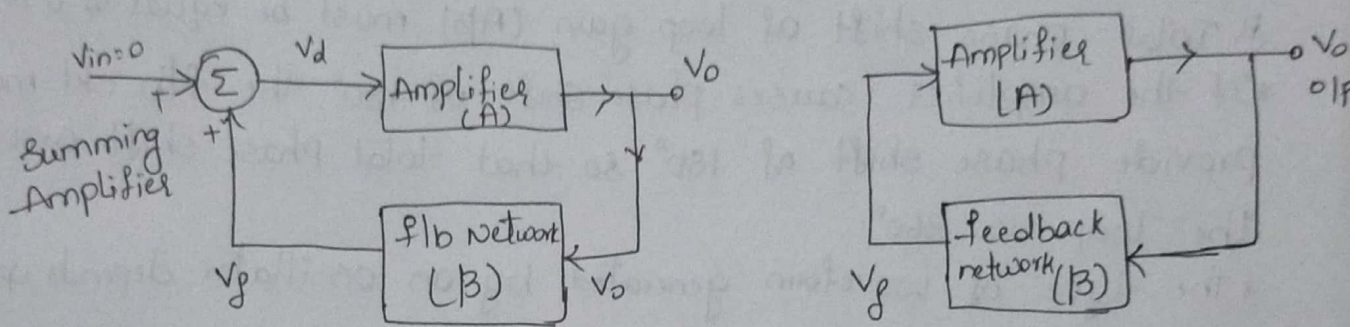 Vin=0
+
Σ
Vd
Amplifier
(A)
Vo
+
Summing
Amplifier
f/b Network
(β)
Vf
Vo
Amplifier
(A)
Vo
o/p
feedback
network (β)
Vf